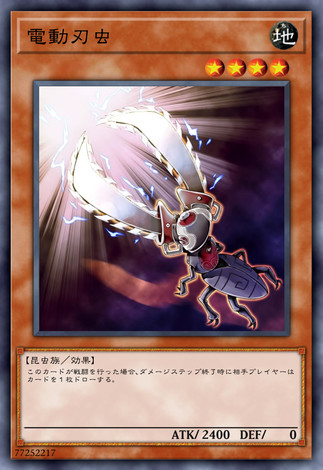 電動刃虫
地
【昆虫族／効果】
このカードが戦闘を行った場合、ダメージステップ終了時に相手プレイヤーは
カードを１枚ドローする。
ATK/ 2400 DEF/ 0
77252217